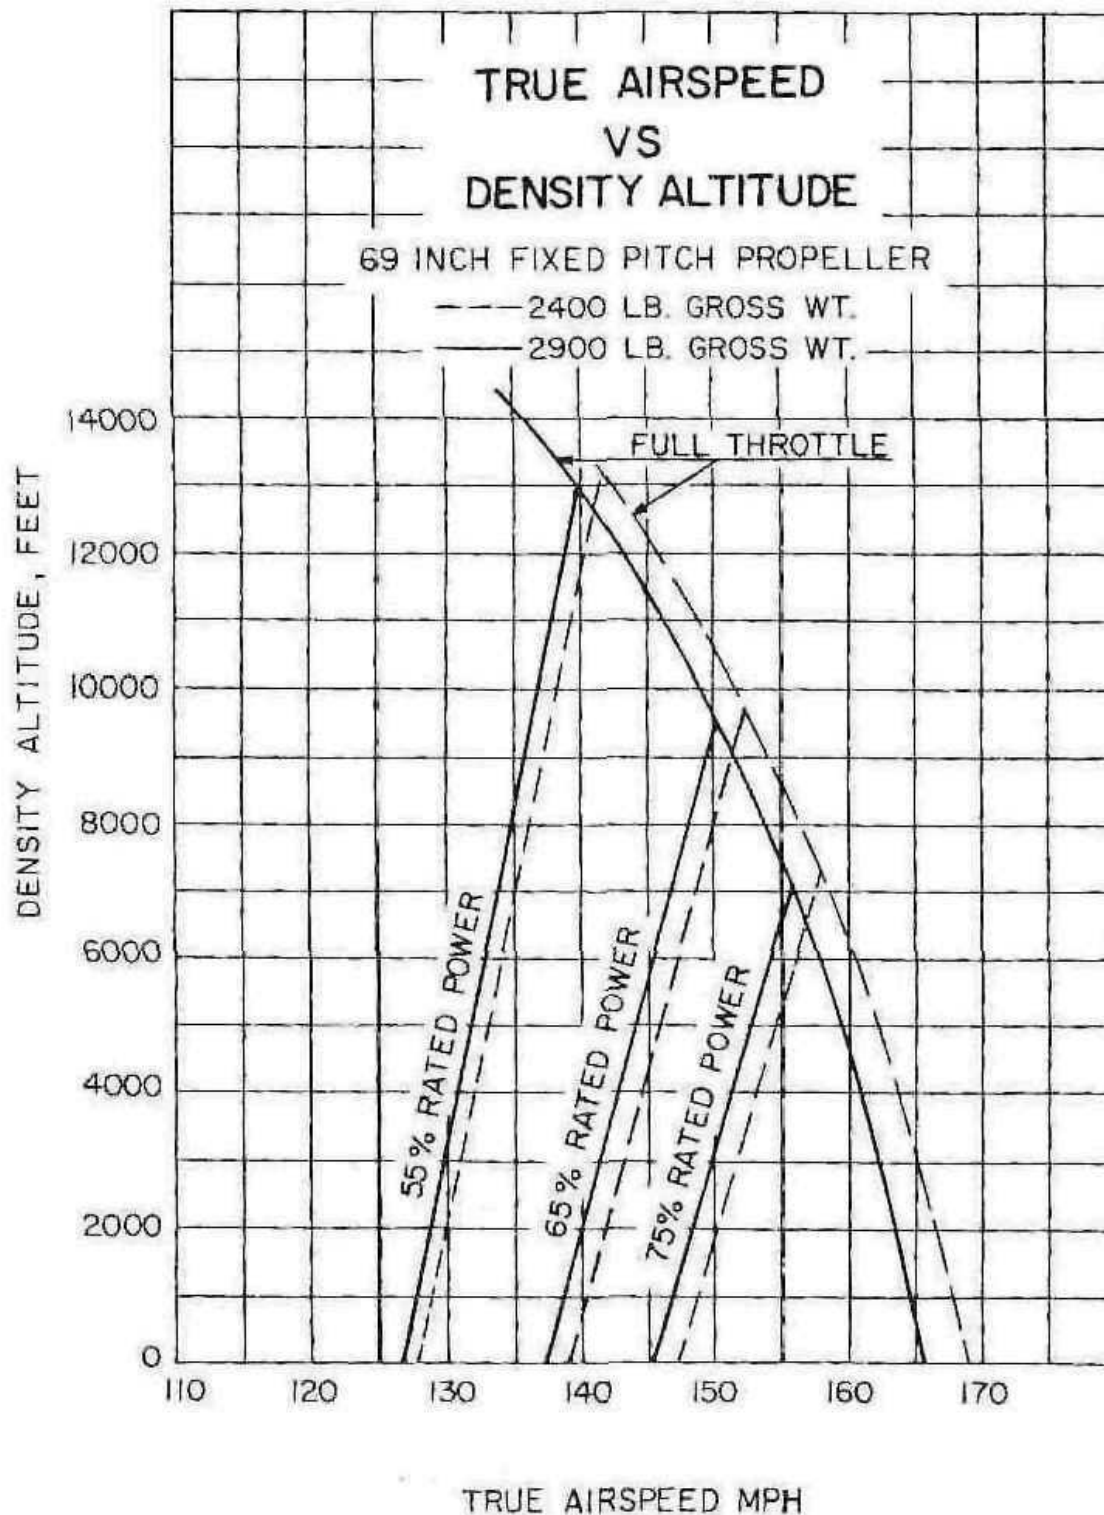 TRUE AIRSPEED
VS
DENSITY ALTITUDE
69 INCH FIXED PITCH PROPELLER
2400 LB. GROSS WT.
2900 LB. GROSS WT.
FULL THROTTLE
14000
12000
10000
8000
6000
4000
2000
0
DENSITY ALTITUDE, FEET
55% RATED POWER
65% RATED POWER
75% RATED POWER
110 120 130 140 150 160 170
TRUE AIRSPEED MPH